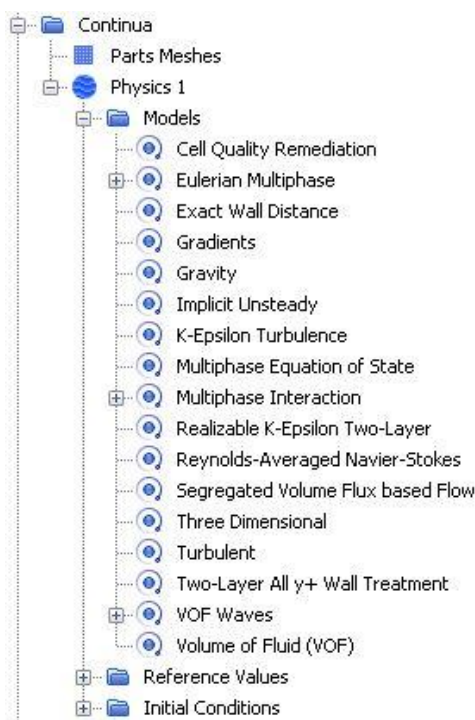 Continua
Parts Meshes
Physics 1
Models
Cell Quality Remediation
Eulerian Multiphase
Exact Wall Distance
Gradients
Gravity
Implicit Unsteady
K-Epsilon Turbulence
Multiphase Equation of State
Multiphase Interaction
Realizable K-Epsilon Two-Layer
Reynolds-Averaged Navier-Stokes
Segregated Volume Flux based Flow
Three Dimensional
Turbulent
Two-Layer All y+ Wall Treatment
VOF Waves
Volume of Fluid (VOF)
Reference Values
Initial Conditions